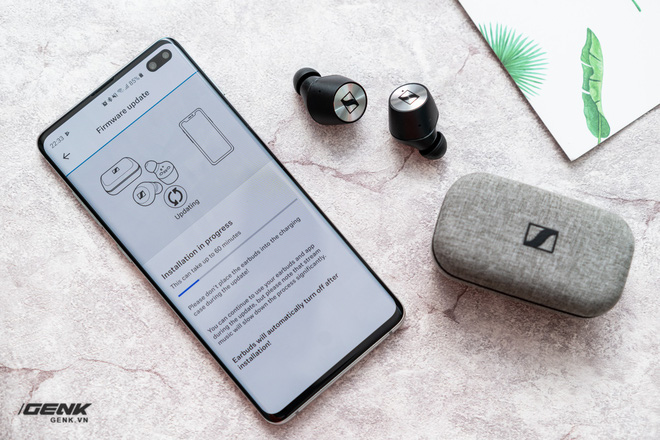 22:33
85%
Firmware update
Updating
Installation in progress
This can take up to 60 minutes
Please don't place the earbuds into the charging
case during the update!
You can continue to use your earbuds and app
during the update, but please note that stream
music will slow down the process significantly.
Earbuds will automatically turn off after
installation!
/GENK
GENK.VN